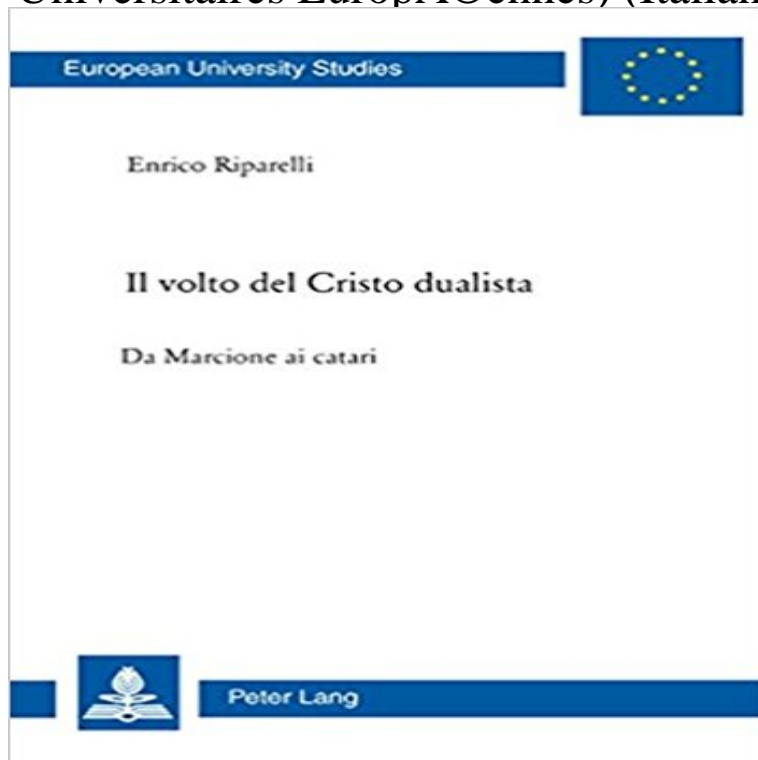 European University Studies
Enrico Riparelli
Il volto del Cristo dualista
Da Marcione ai catari
Peter Lang